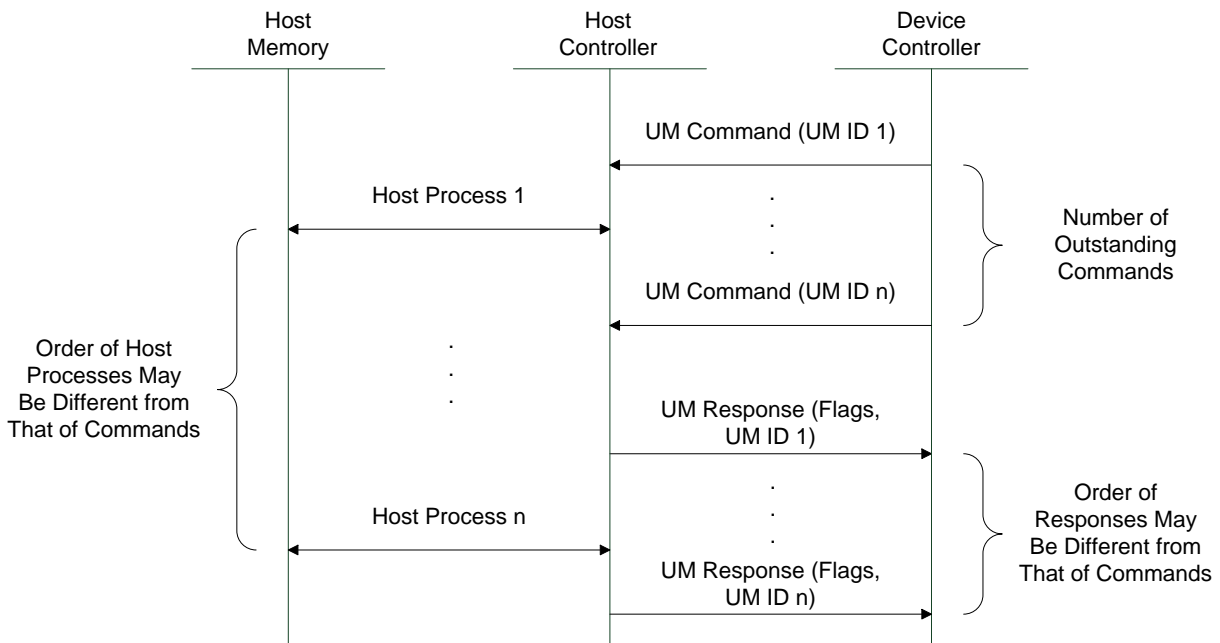 Host
Memory
Host
Controller
Device
Controller
UM Command (UM ID 1)
Host Process 1
.
.
.
Number of
Outstanding
Commands
UM Command (UM ID n)
Order of Host
Processes May
Be Different from
That of Commands
.
.
.
UM Response (Flags,
UM ID 1)
Host Process n
.
.
.
Order of
Responses May
Be Different from
That of Commands
UM Response (Flags,
UM ID n)